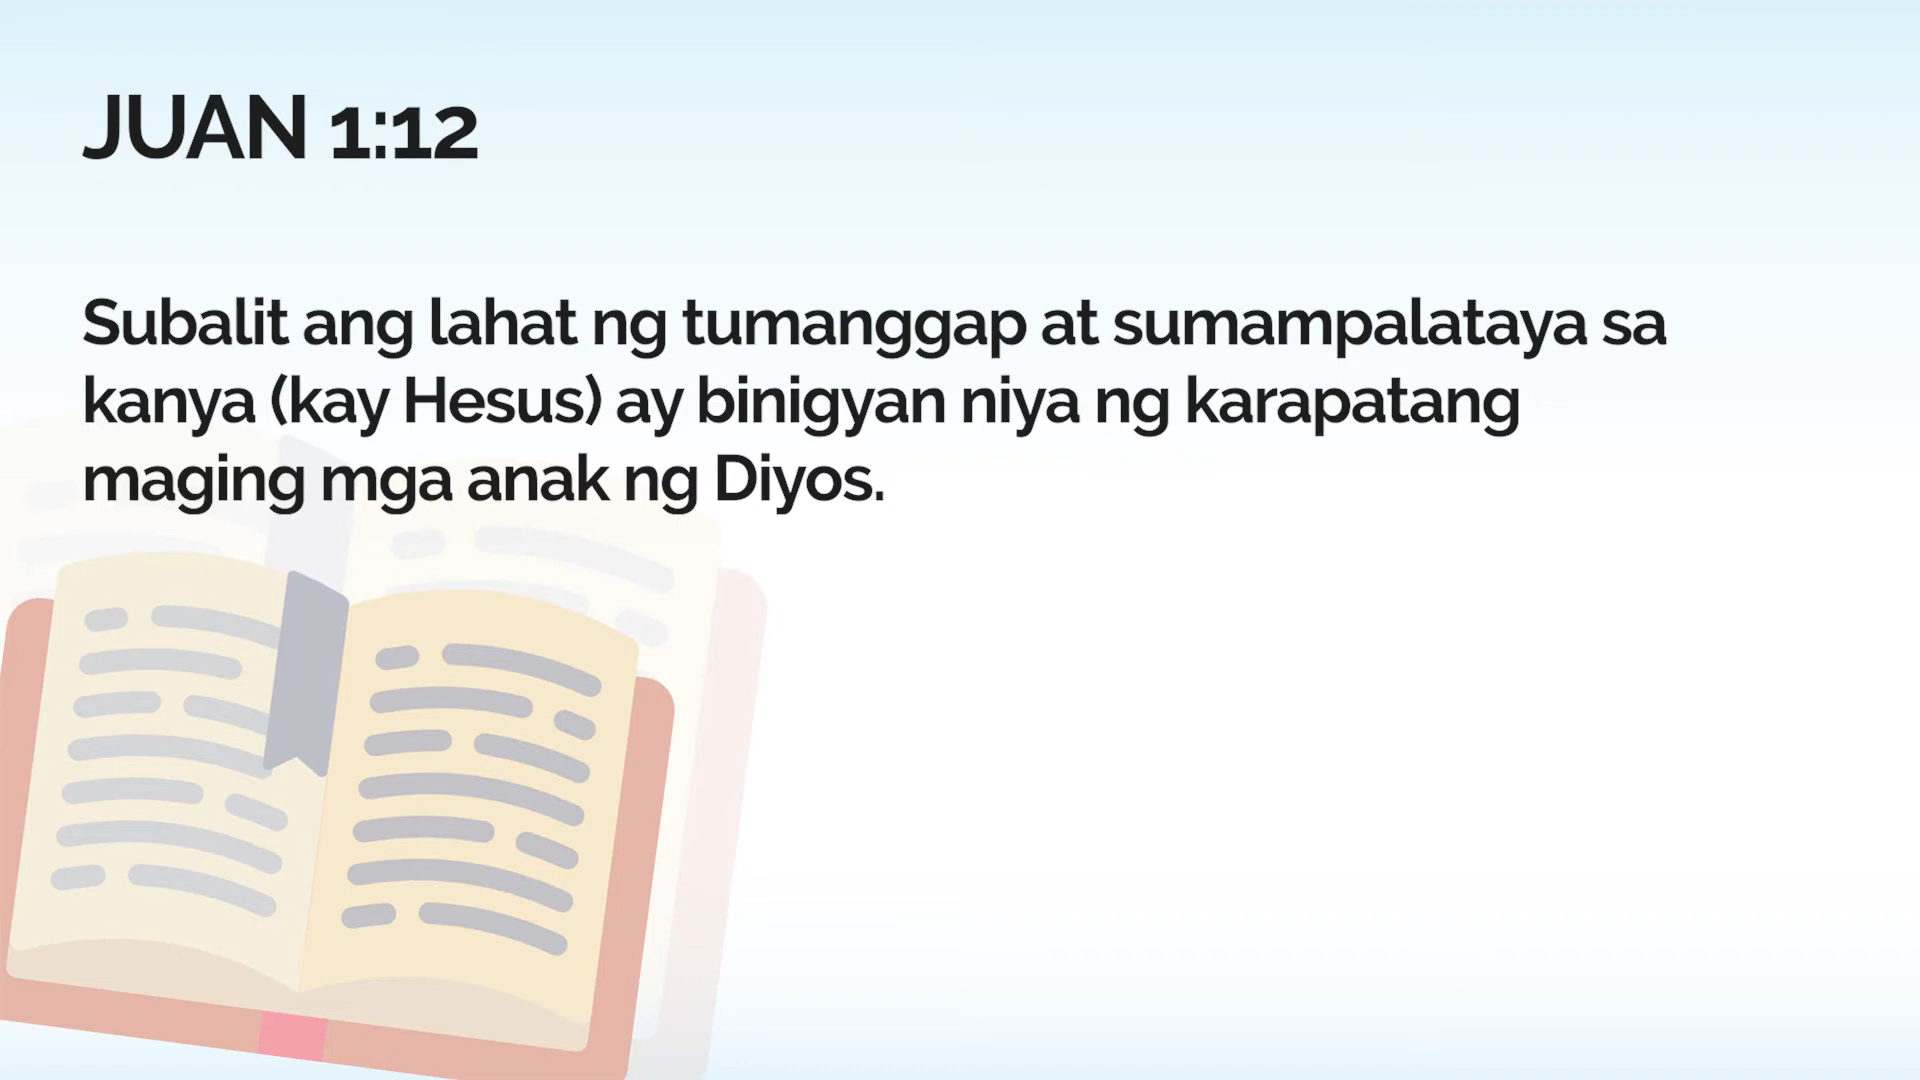 JUAN 1:12
Subalit ang lahat ng tumanggap at sumampalataya sa
kanya (kay Hesus) ay binigyan niya ng karapatang
maging mga anak ng Diyos.